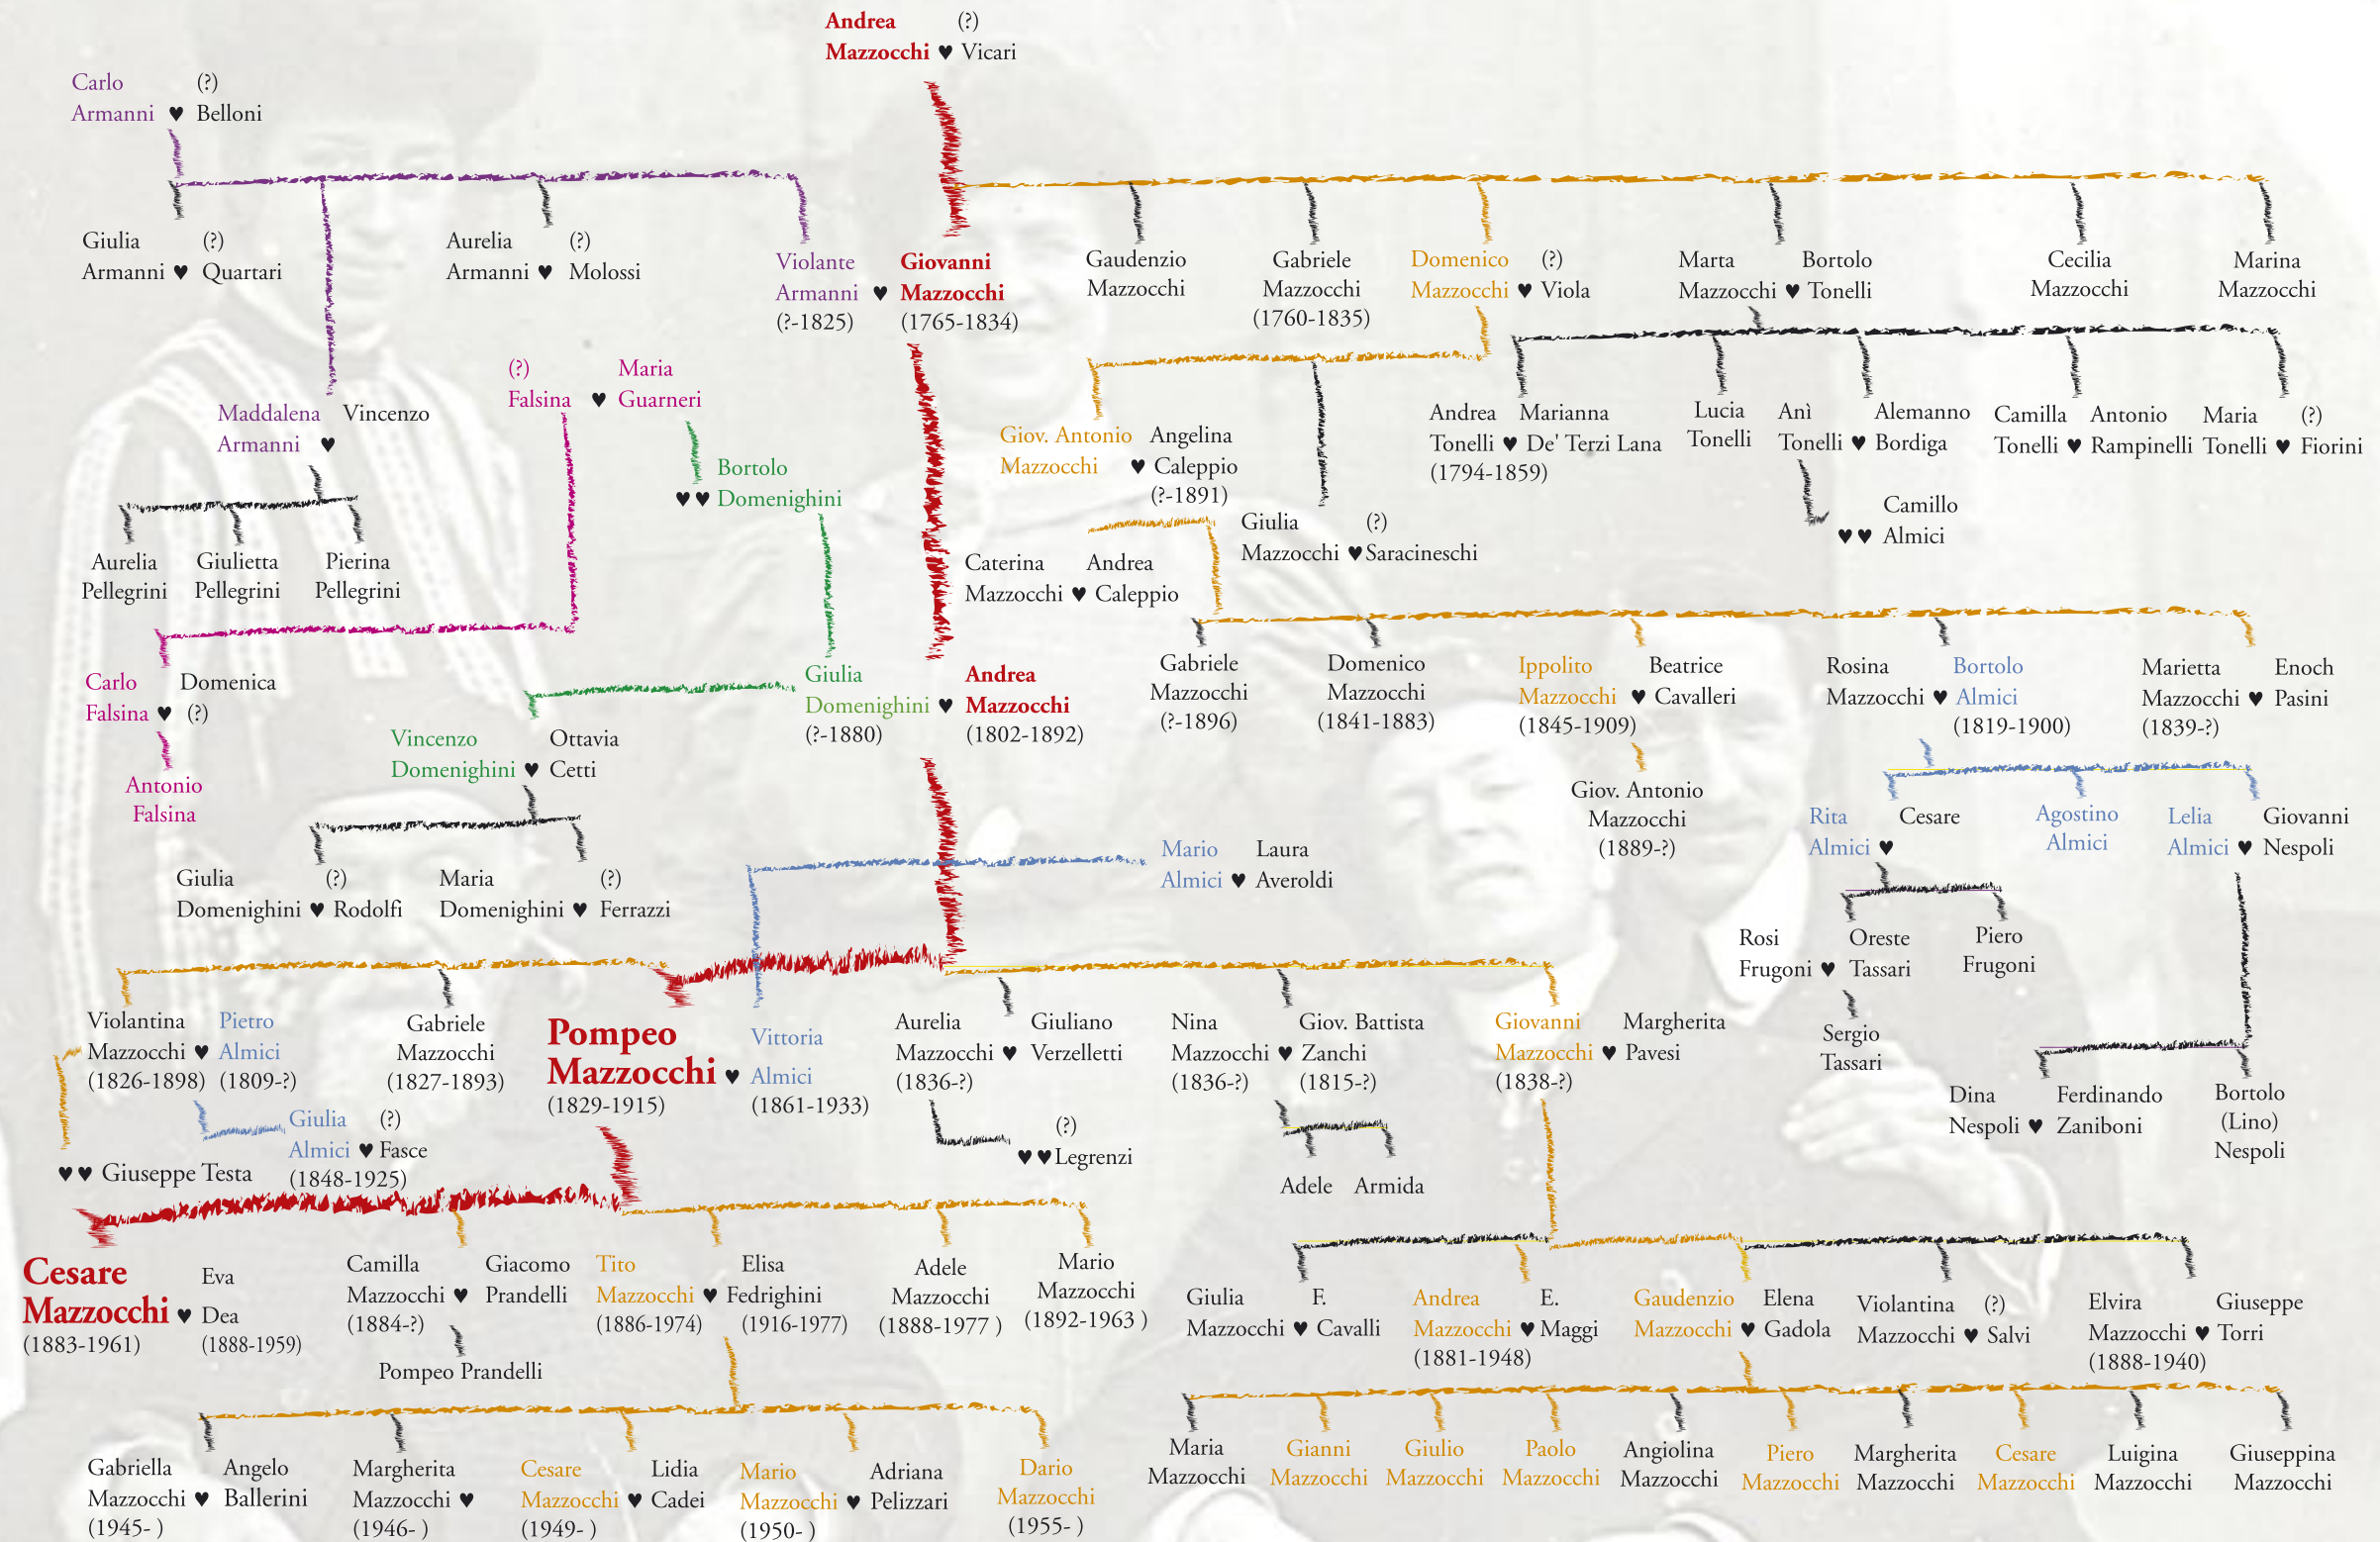 Andrea (?)
Mazzocchi ♥ Vicari
Carlo (?)
Armanni ♥ Belloni
Giulia (?)
Armanni ♥ Quartari
Aurelia (?)
Armanni ♥ Molossi
Violante Giovanni
Armanni ♥ Mazzocchi
(?-1825) (1765-1834)
Gaudenzio
Mazzocchi
Gabriele
Mazzocchi
(1760-1835)
Domenico (?)
Mazzocchi ♥ Viola
Marta Bortolo
Mazzocchi ♥ Tonelli
Cecilia
Mazzocchi
Marina
Mazzocchi
Maddalena Vincenzo
Armanni ♥
(?) Maria
Falsina ♥ Guarneri
Bortolo
♥♥ Domenighini
Giov. Antonio Angelina
Mazzocchi ♥ Caleppio
(?-1891)
Andrea Marianna
Tonelli ♥ De' Terzi Lana
(1794-1859)
Lucia
Tonelli
Anì Alemanno
Tonelli ♥ Bordiga
Camilla Antonio
Tonelli ♥ Rampinelli
Maria (?)
Tonelli ♥ Fiorini
Camillo
♥♥ Almici
Giulia (?)
Mazzocchi ♥ Saracineschi
Caterina Andrea
Mazzocchi ♥ Caleppio
Aurelia
Pellegrini
Giulietta
Pellegrini
Pierina
Pellegrini
Carlo Domenica
Falsina ♥ (?)
Antonio
Falsina
Giulia Andrea
Domenighini ♥ Mazzocchi
(?-1880) (1802-1892)
Vincenzo Ottavia
Domenighini ♥ Cetti
Gabriele
Mazzocchi
(?-1896)
Domenico
Mazzocchi
(1841-1883)
Ippolito Beatrice
Mazzocchi ♥ Cavalleri
(1845-1909)
Rosina Bortolo
Mazzocchi ♥ Almici
(1819-1900)
Marietta Enoch
Mazzocchi ♥ Pasini
(1839-?)
Giov. Antonio
Mazzocchi
(1889-?)
Rita Cesare
Almici ♥
Agostino
Almici
Lelia Giovanni
Almici ♥ Nespoli
Giulia (?)
Domenighini ♥ Rodolfi
Maria (?)
Domenighini ♥ Ferrazzi
Mario Laura
Almici ♥ Averoldi
Rosi Oreste
Frugoni ♥ Tassari
Piero
Frugoni
Sergio
Tassari
Violantina Pietro
Mazzocchi ♥ Almici
(1826-1898) (1809-?)
Gabriele
Mazzocchi
(1827-1893)
Pompeo Vittoria
Mazzocchi ♥ Almici
(1829-1915) (1861-1933)
Aurelia Giuliano
Mazzocchi ♥ Verzelletti
(1836-?)
Nina Giov. Battista
Mazzocchi ♥ Zanchi
(1836-?) (1815-?)
Giovanni Margherita
Mazzocchi ♥ Pavesi
(1838-?)
Dina Ferdinando
Nespoli ♥ Zaniboni
Bortolo
(Lino)
Nespoli
Giulia (?)
Almici ♥ Fasce
(1848-1925)
♥♥ Giuseppe Testa
(?)
♥♥ Legrenzi
Adele Armida
Cesare Eva
Mazzocchi ♥ Dea
(1883-1961) (1888-1959)
Camilla Giacomo
Mazzocchi ♥ Prandelli
(1884-?)
Pompeo Prandelli
Tito Elisa
Mazzocchi ♥ Fedrighini
(1886-1974) (1916-1977)
Adele
Mazzocchi
(1888-1977 )
Mario
Mazzocchi
(1892-1963 )
Giulia F.
Mazzocchi ♥ Cavalli
Andrea E.
Mazzocchi ♥ Maggi
(1881-1948)
Gaudenzio Elena
Mazzocchi ♥ Gadola
Violantina (?)
Mazzocchi ♥ Salvi
Elvira Giuseppe
Mazzocchi ♥ Torri
(1888-1940)
Gabriella Angelo
Mazzocchi ♥ Ballerini
(1945- )
Margherita
Mazzocchi ♥
(1946- )
Cesare Lidia
Mazzocchi ♥ Cadei
(1949- )
Mario Adriana
Mazzocchi ♥ Pelizzari
(1950- )
Dario
Mazzocchi
(1955- )
Maria
Mazzocchi
Gianni
Mazzocchi
Giulio
Mazzocchi
Paolo
Mazzocchi
Angiolina
Mazzocchi
Piero
Mazzocchi
Margherita
Mazzocchi
Cesare
Mazzocchi
Luigina
Mazzocchi
Giuseppina
Mazzocchi